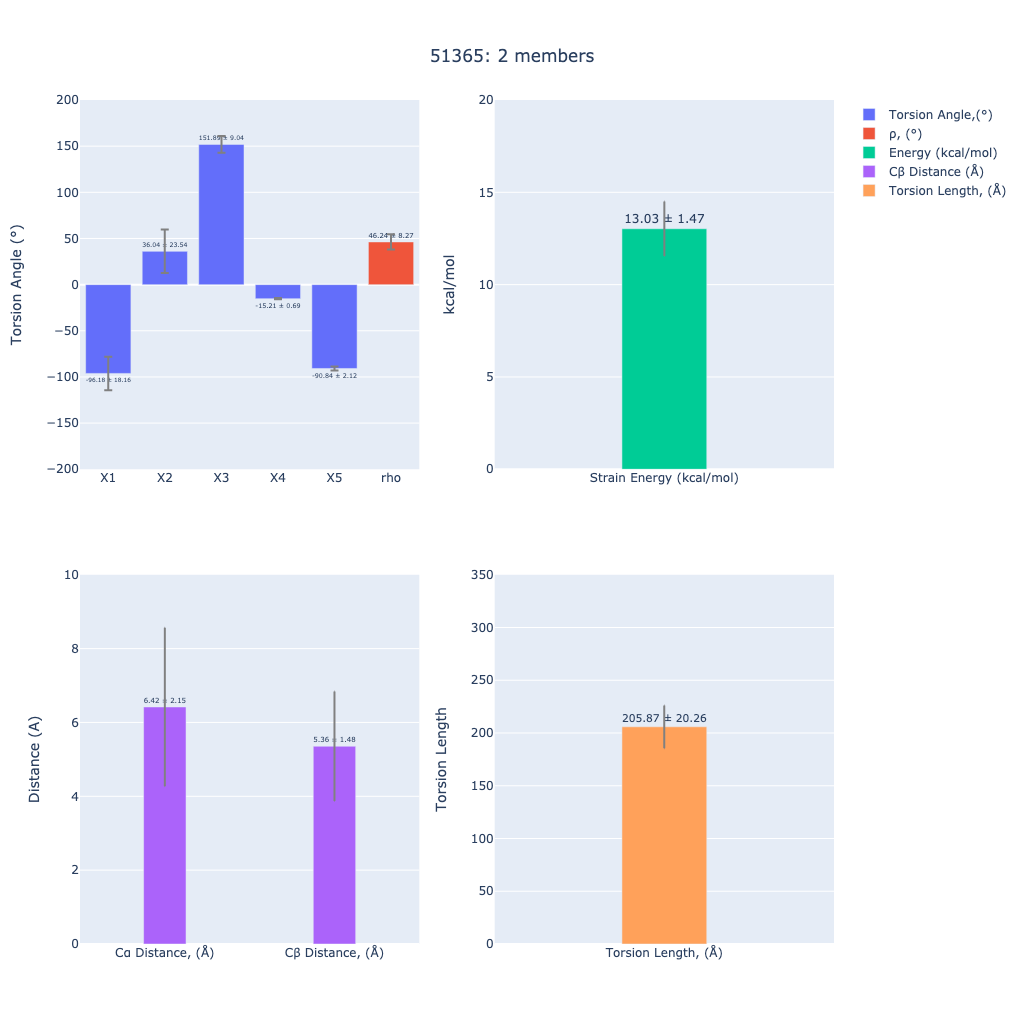 51365: 2 members
Torsion Angle (°)
200
150
100
50
0
−50
−100
−150
−200
-96.18 ± 18.16
36.04 ± 23.54
-15.21 ± 0.69
-90.84 ± 2.12
46.24 ± 8.27
X1 X2 X3 X4 X5 rho
kcal/mol
20
15
10
5
0
13.03 ± 1.47
Strain Energy (kcal/mol)
Torsion Angle,(°)
ρ, (°)
Energy (kcal/mol)
Cβ Distance (Å)
Torsion Length, (Å)
Distance (A)
10
8
6
4
2
0
6.42 ± 2.15
5.36 ± 1.48
Cα Distance, (Å) Cβ Distance, (Å)
Torsion Length
350
300
250
200
150
100
50
0
205.87 ± 20.26
Torsion Length, (Å)